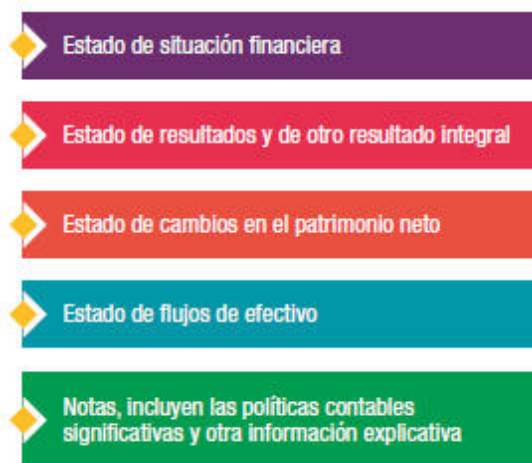 Estado de situación financiera
Estado de resultados y de otro resultado integral
Estado de cambios en el patrimonio neto
Estado de flujos de efectivo
Notas, incluyen las políticas contables
significativas y otra información explicativa